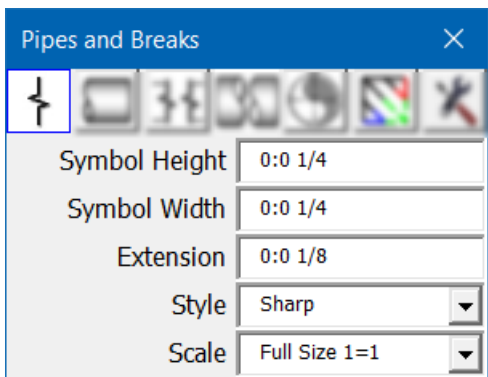 Pipes and Breaks
Symbol Height 0:0 1/4
Symbol Width 0:0 1/4
Extension 0:0 1/8
Style Sharp
Scale Full Size 1=1